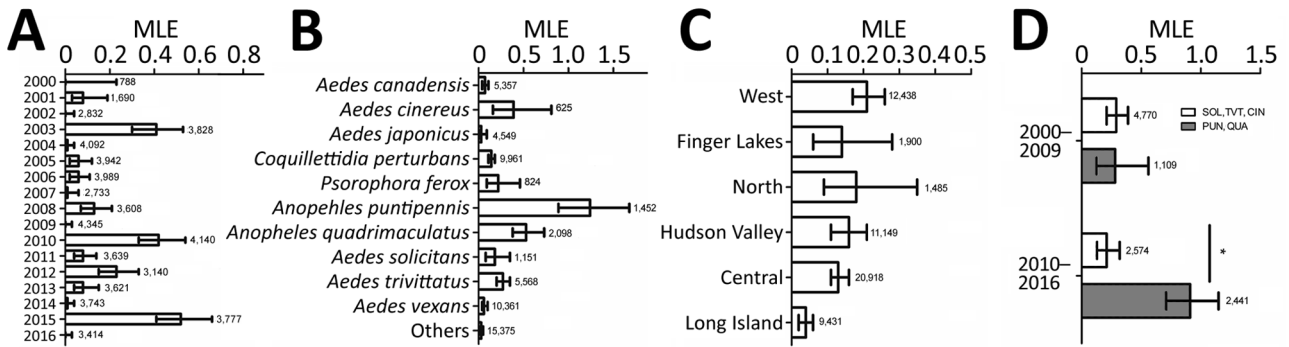 A
MLE
0 0.2 0.4 0.6 0.8
2000 788
2001 1,690
2002 2,832
2003 3,828
2004 4,092
2005 3,942
2006 3,989
2007 2,733
2008 3,608
2009 4,345
2010 4,140
2011 3,639
2012 3,140
2013 3,621
2014 3,743
2015 3,777
2016 3,414
B
MLE
0 0.5 1.0 1.5
Aedes canadensis 5,357
Aedes cinereus 625
Aedes japonicus 4,549
Coquillettidia perturbans 9,961
Psorophora ferox 824
Anopehles puntipennis 1,452
Anopheles quadrimaculatus 2,098
Aedes solicitans 1,151
Aedes trivittatus 5,568
Aedes vexans 10,361
Others 15,375
C
MLE
0 0.1 0.2 0.3 0.4 0.5
West 12,438
Finger Lakes 1,900
North 1,485
Hudson Valley 11,149
Central 20,918
Long Island 9,431
D
MLE
0 0.5 1.0 1.5
SOL, TVT, CIN
PUN, QUA
2000–
2009
4,770
1,109
2010–
2016
2,574
2,441
*